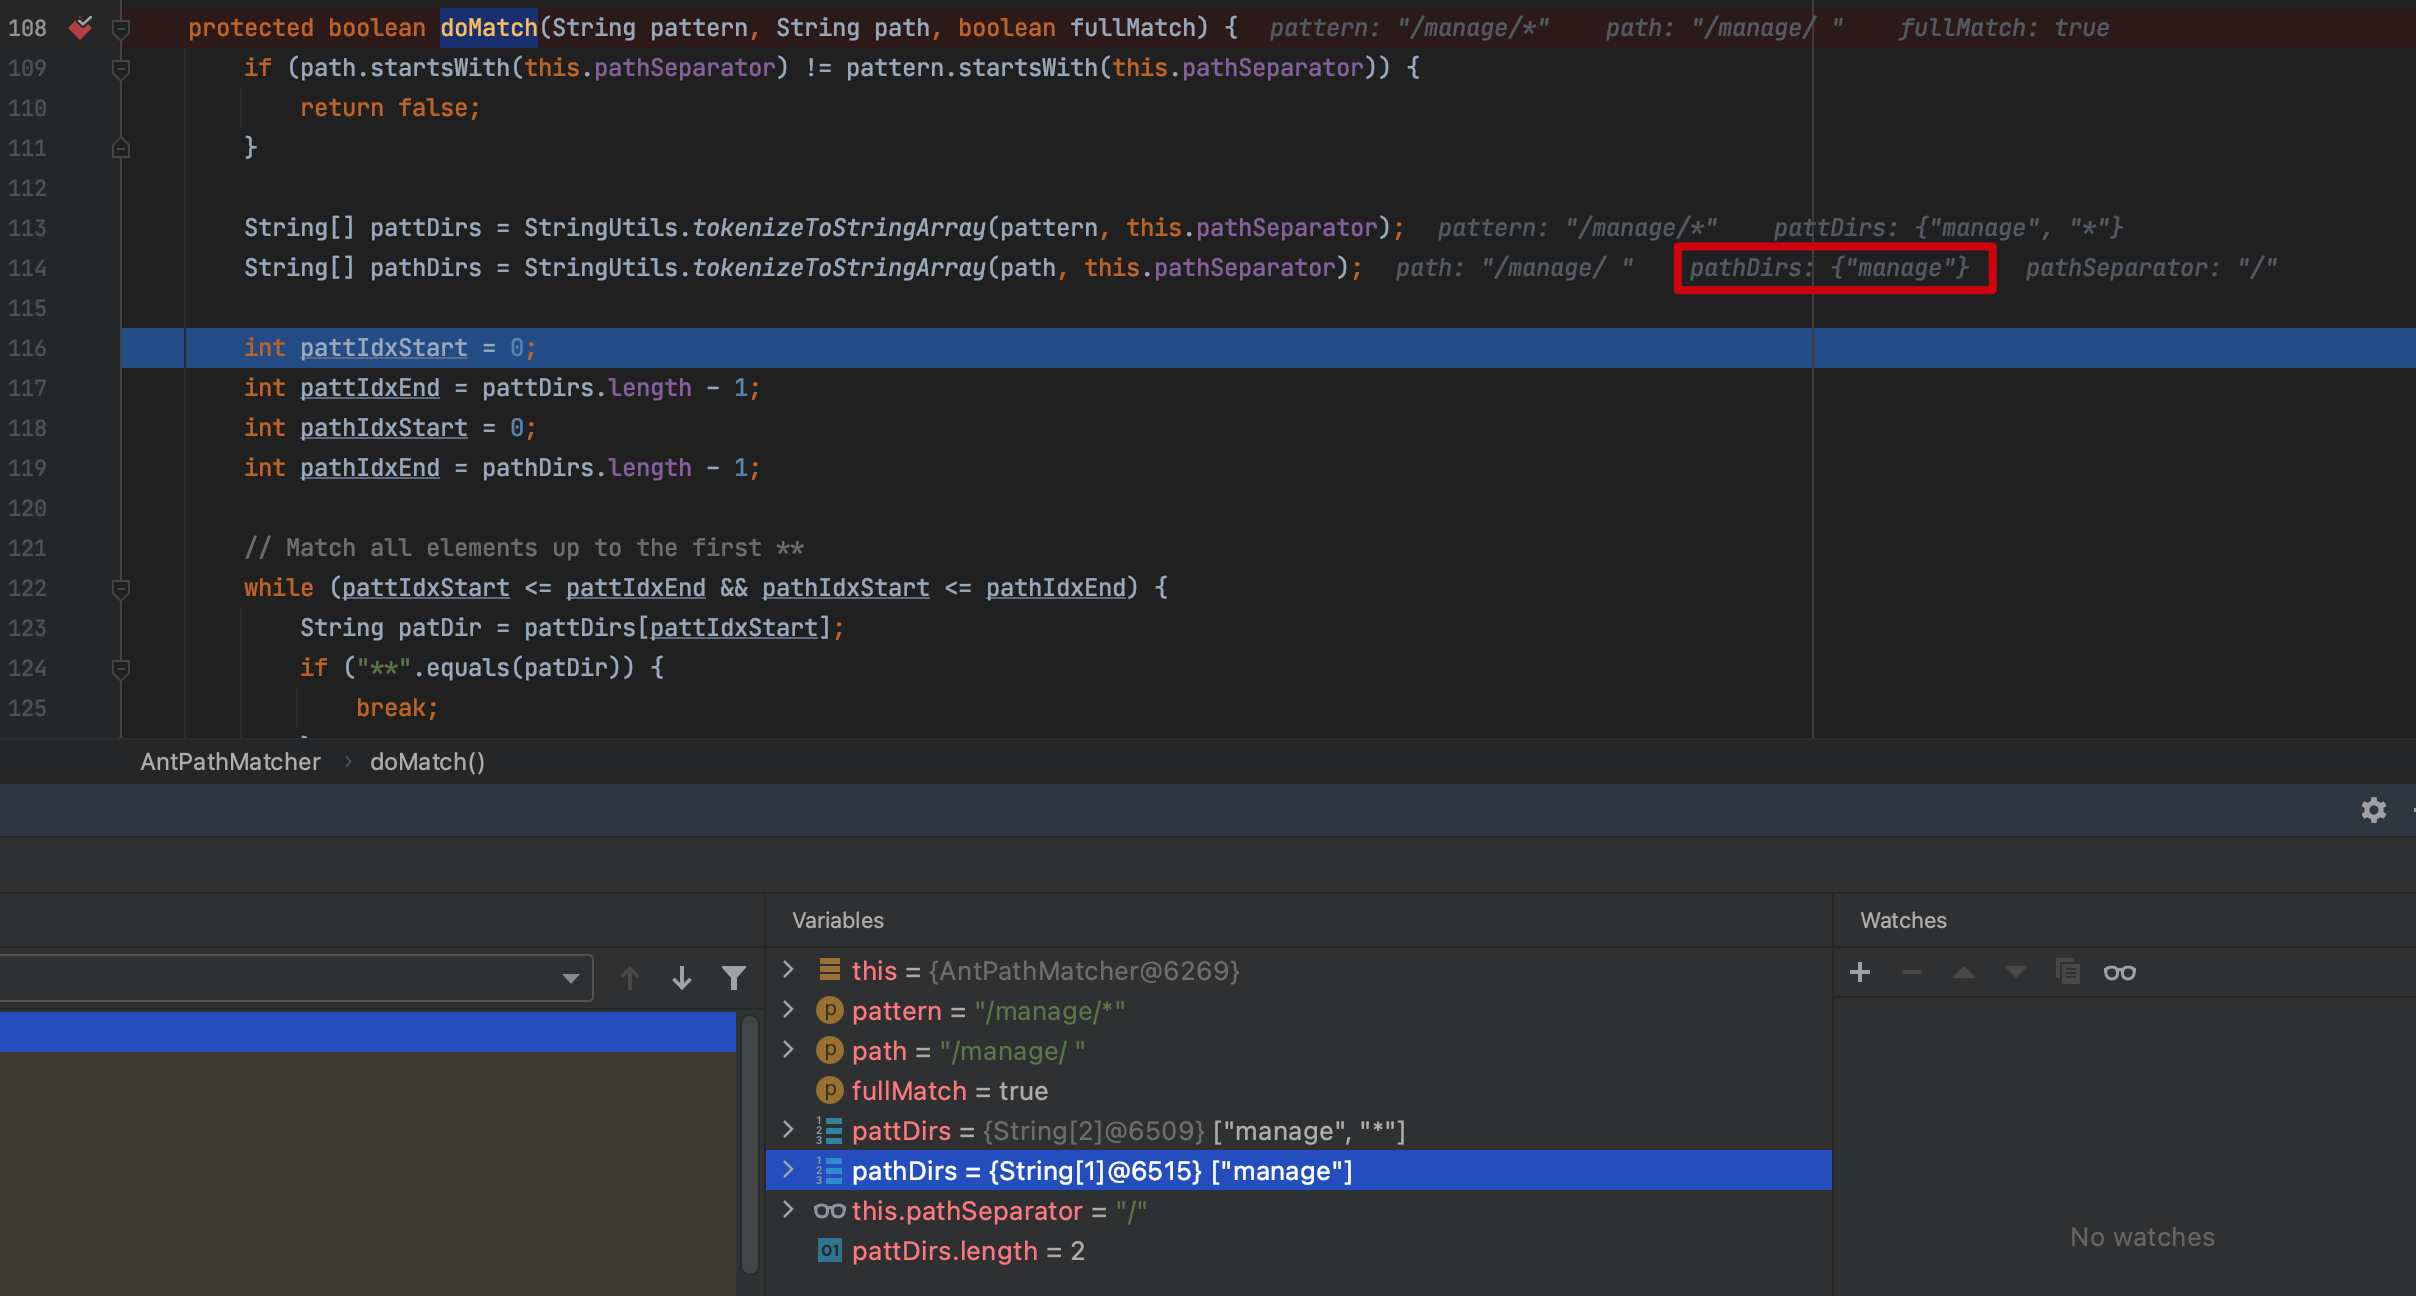 108 protected boolean doMatch(String pattern, String path, boolean fullMatch) { pattern: "/manage/*" path: "/manage/ " fullMatch: true
109 if (path.startsWith(this.pathSeparator) != pattern.startsWith(this.pathSeparator)) {
110 return false;
111 }
112
113 String[] pattDirs = StringUtils.tokenizeToStringArray(pattern, this.pathSeparator); pattern: "/manage/*" pattDirs: {"manage", "*"}
114 String[] pathDirs = StringUtils.tokenizeToStringArray(path, this.pathSeparator); path: "/manage/ " pathDirs: {"manage"} pathSeparator: "/"
115
116 int pattIdxStart = 0;
117 int pattIdxEnd = pattDirs.length - 1;
118 int pathIdxStart = 0;
119 int pathIdxEnd = pathDirs.length - 1;
120
121 // Match all elements up to the first **
122 while (pattIdxStart <= pattIdxEnd && pathIdxStart <= pathIdxEnd) {
123 String patDir = pattDirs[pattIdxStart];
124 if ("**".equals(patDir)) {
125 break;
AntPathMatcher › doMatch()
Variables
this = {AntPathMatcher@6269}
pattern = "/manage/*"
path = "/manage/ "
fullMatch = true
pattDirs = {String[2]@6509} ["manage", "*"]
pathDirs = {String[1]@6515} ["manage"]
this.pathSeparator = "/"
pattDirs.length = 2
Watches
No watches